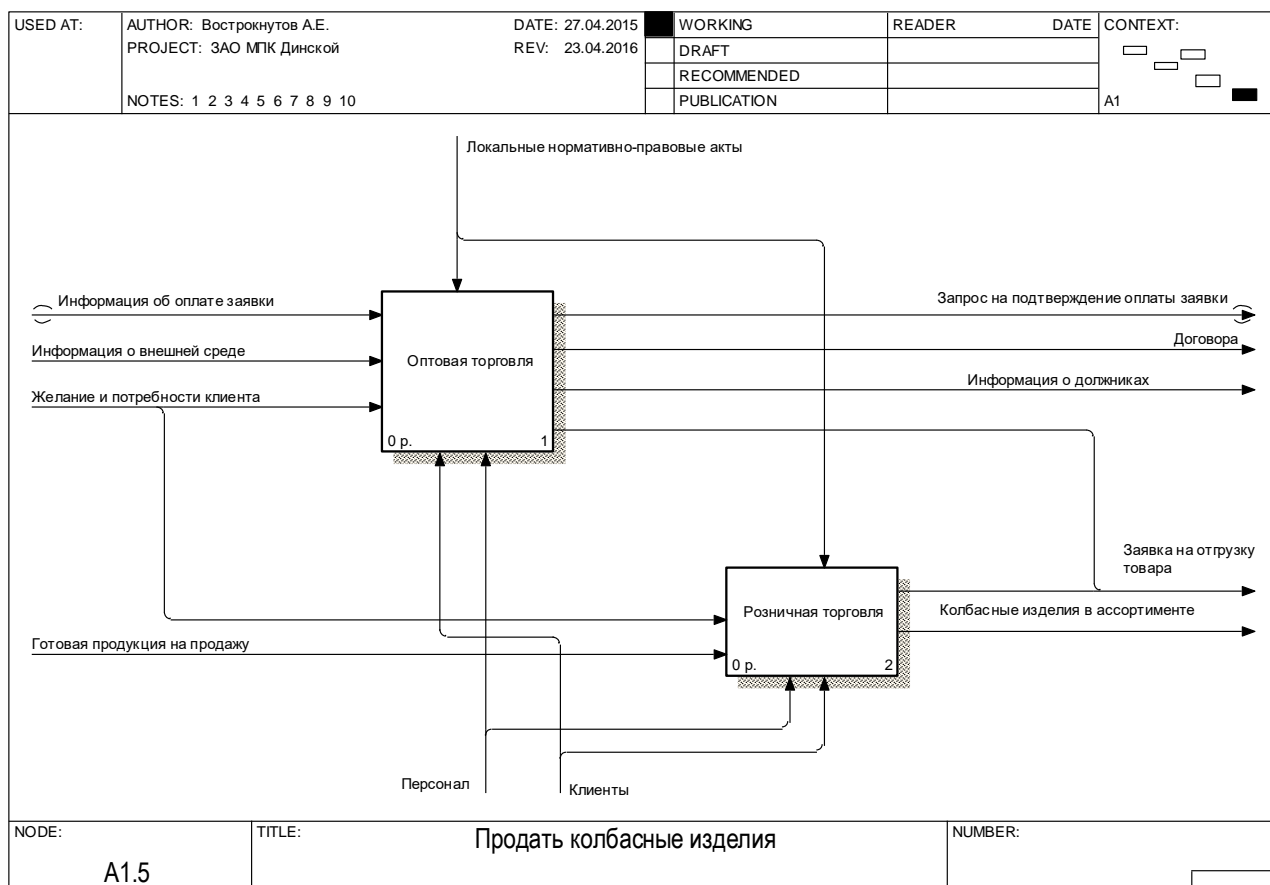 USED AT:
AUTHOR: Вострокнутов А.Е.
DATE: 27.04.2015
PROJECT: ЗАО МПК Динской
REV: 23.04.2016
NOTES: 1 2 3 4 5 6 7 8 9 10
WORKING
DRAFT
RECOMMENDED
PUBLICATION
READER
DATE
CONTEXT:
A1
Локальные нормативно-правовые акты
Информация об оплате заявки
Запрос на подтверждение оплаты заявки
Информация о внешней среде
Договора
Оптовая торговля
Желание и потребности клиента
Информация о должниках
0 р.
1
Заявка на отгрузку
товара
Розничная торговля
Колбасные изделия в ассортименте
Готовая продукция на продажу
0 р.
2
Персонал
Клиенты
NODE:
A1.5
TITLE:
Продать колбасные изделия
NUMBER: